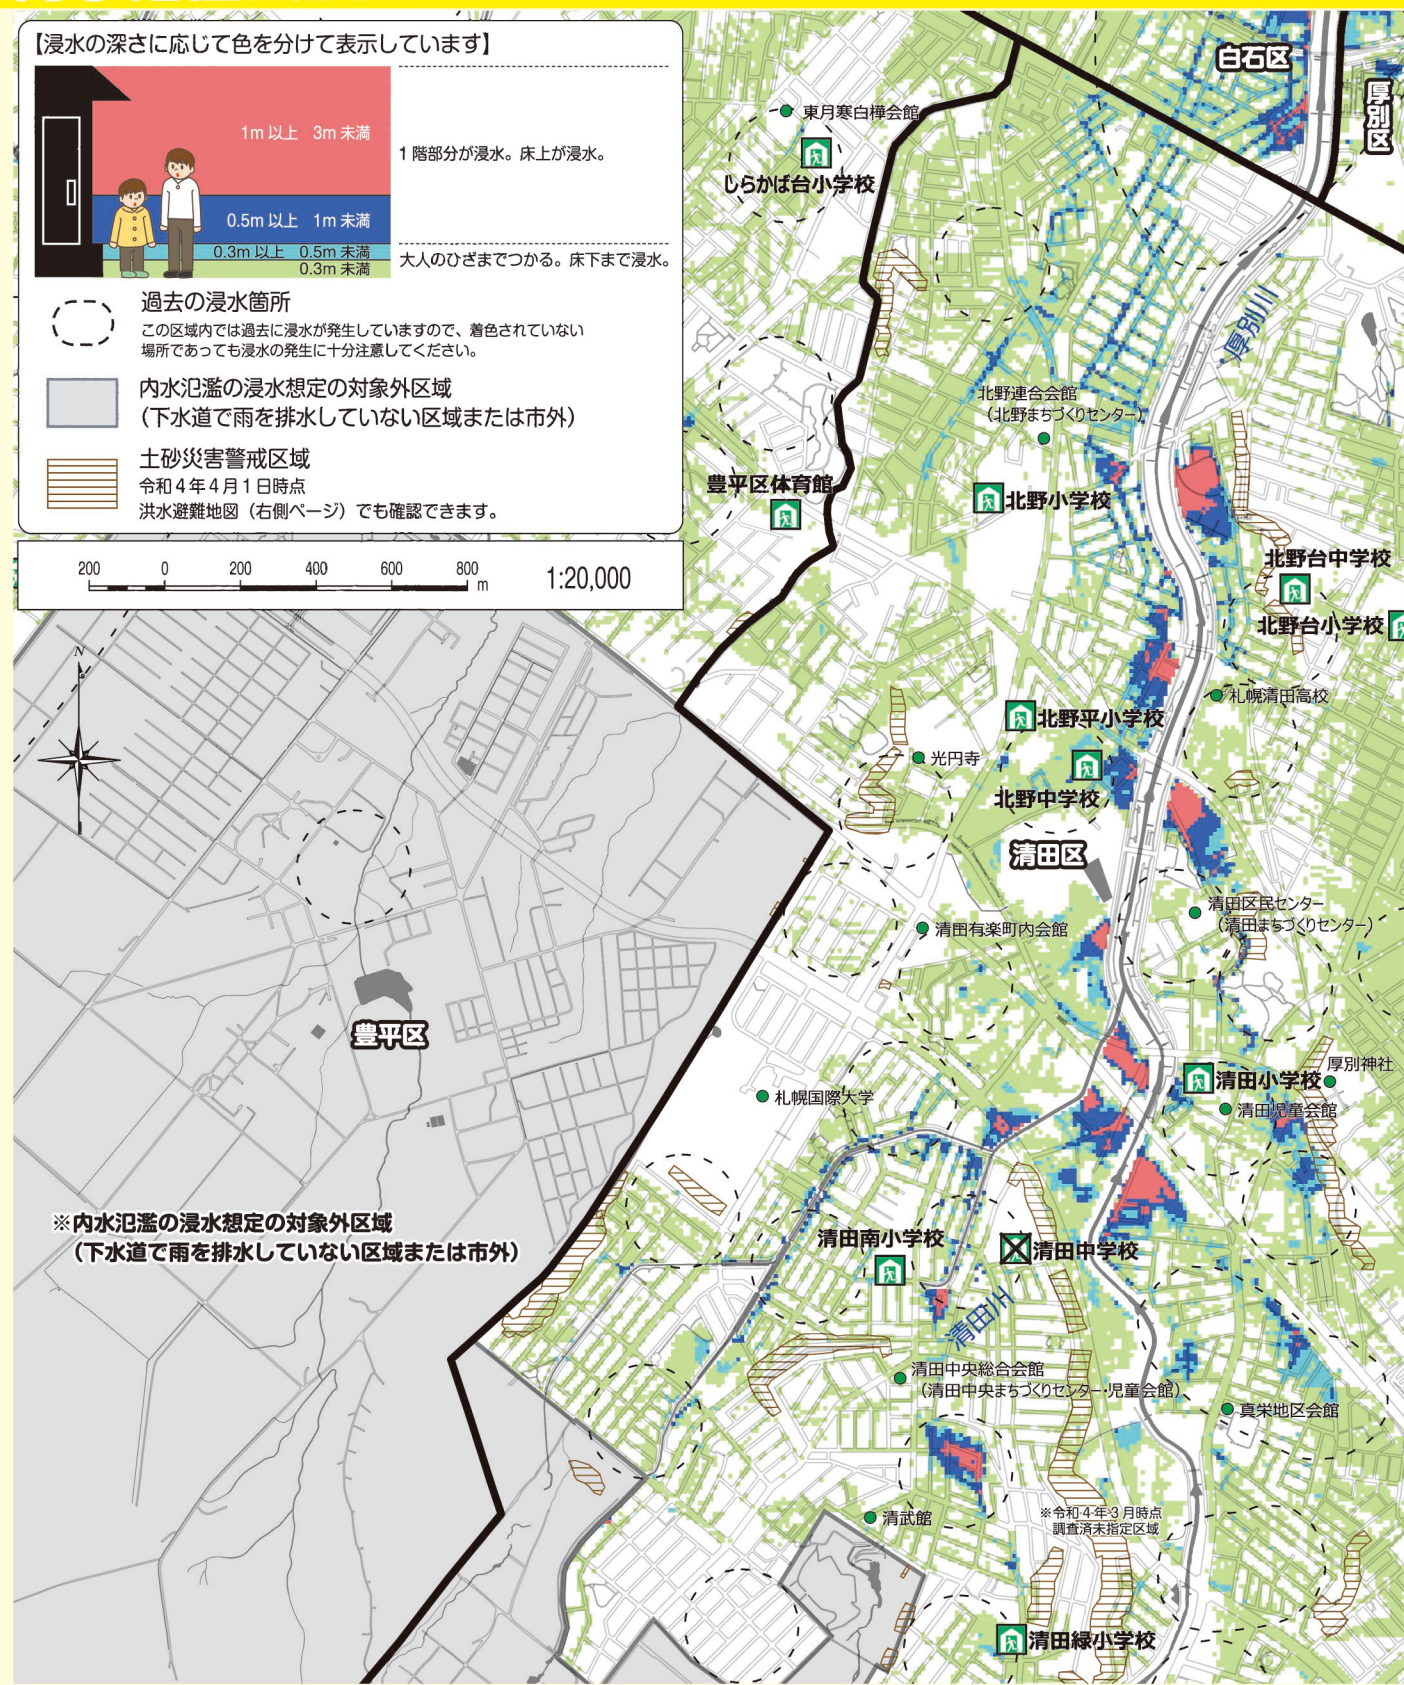 【浸水の深さに応じて色を分けて表示しています】
1m 以上 3m 未満
1 階部分が浸水。床上が浸水。
0.5m 以上 1m 未満
0.3m 以上 0.5m 未満
0.3m 未満
大人のひざまでつかる。床下まで浸水。
過去の浸水箇所
この区域内では過去に浸水が発生していますので、着色されていない
場所であっても浸水の発生に十分注意してください。
内水氾濫の浸水想定の対象外区域
(下水道で雨を排水していない区域または市外)
土砂災害警戒区域
令和4年4月1日時点
洪水避難地図(右側ページ)でも確認できます。
200 0 200 400 600 800 m
1:20,000
N
白石区
厚別区
東月寒白樺会館
しらかば台小学校
厚別川
北野連合会館
(北野まちづくりセンター)
豊平区体育館
北野小学校
北野台中学校
北野台小学校
札幌清田高校
北野平小学校
光円寺
北野中学校
清田区
清田区民センター
(清田まちづくりセンター)
清田有楽町内会館
豊平区
清田小学校
厚別神社
札幌国際大学
清田児童会館
※内水氾濫の浸水想定の対象外区域
(下水道で雨を排水していない区域または市外)
清田南小学校
清田中学校
清田川
清田中央総合会館
(清田中央まちづくりセンター・児童会館)
真栄地区会館
清武館
※令和4年3月時点
調査済未指定区域
清田緑小学校